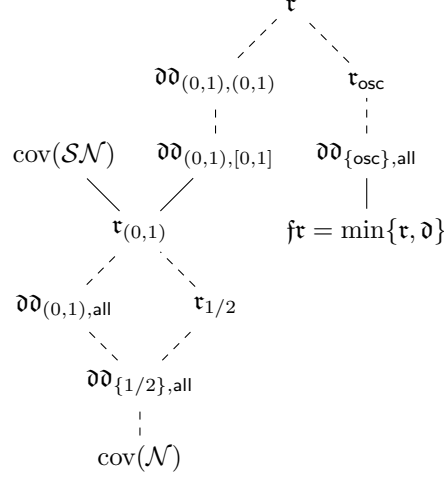 𝔯
𝔡𝔡_{(0,1),(0,1)} 𝔯_{osc}
cov(𝒮𝒩) 𝔡𝔡_{(0,1),[0,1]} 𝔡𝔡_{{osc},all}
𝔯_{(0,1)} 𝔣𝔯 = min{𝔯, 𝔡}
𝔡𝔡_{(0,1),all} 𝔯_{1/2}
𝔡𝔡_{{1/2},all}
cov(𝒩)